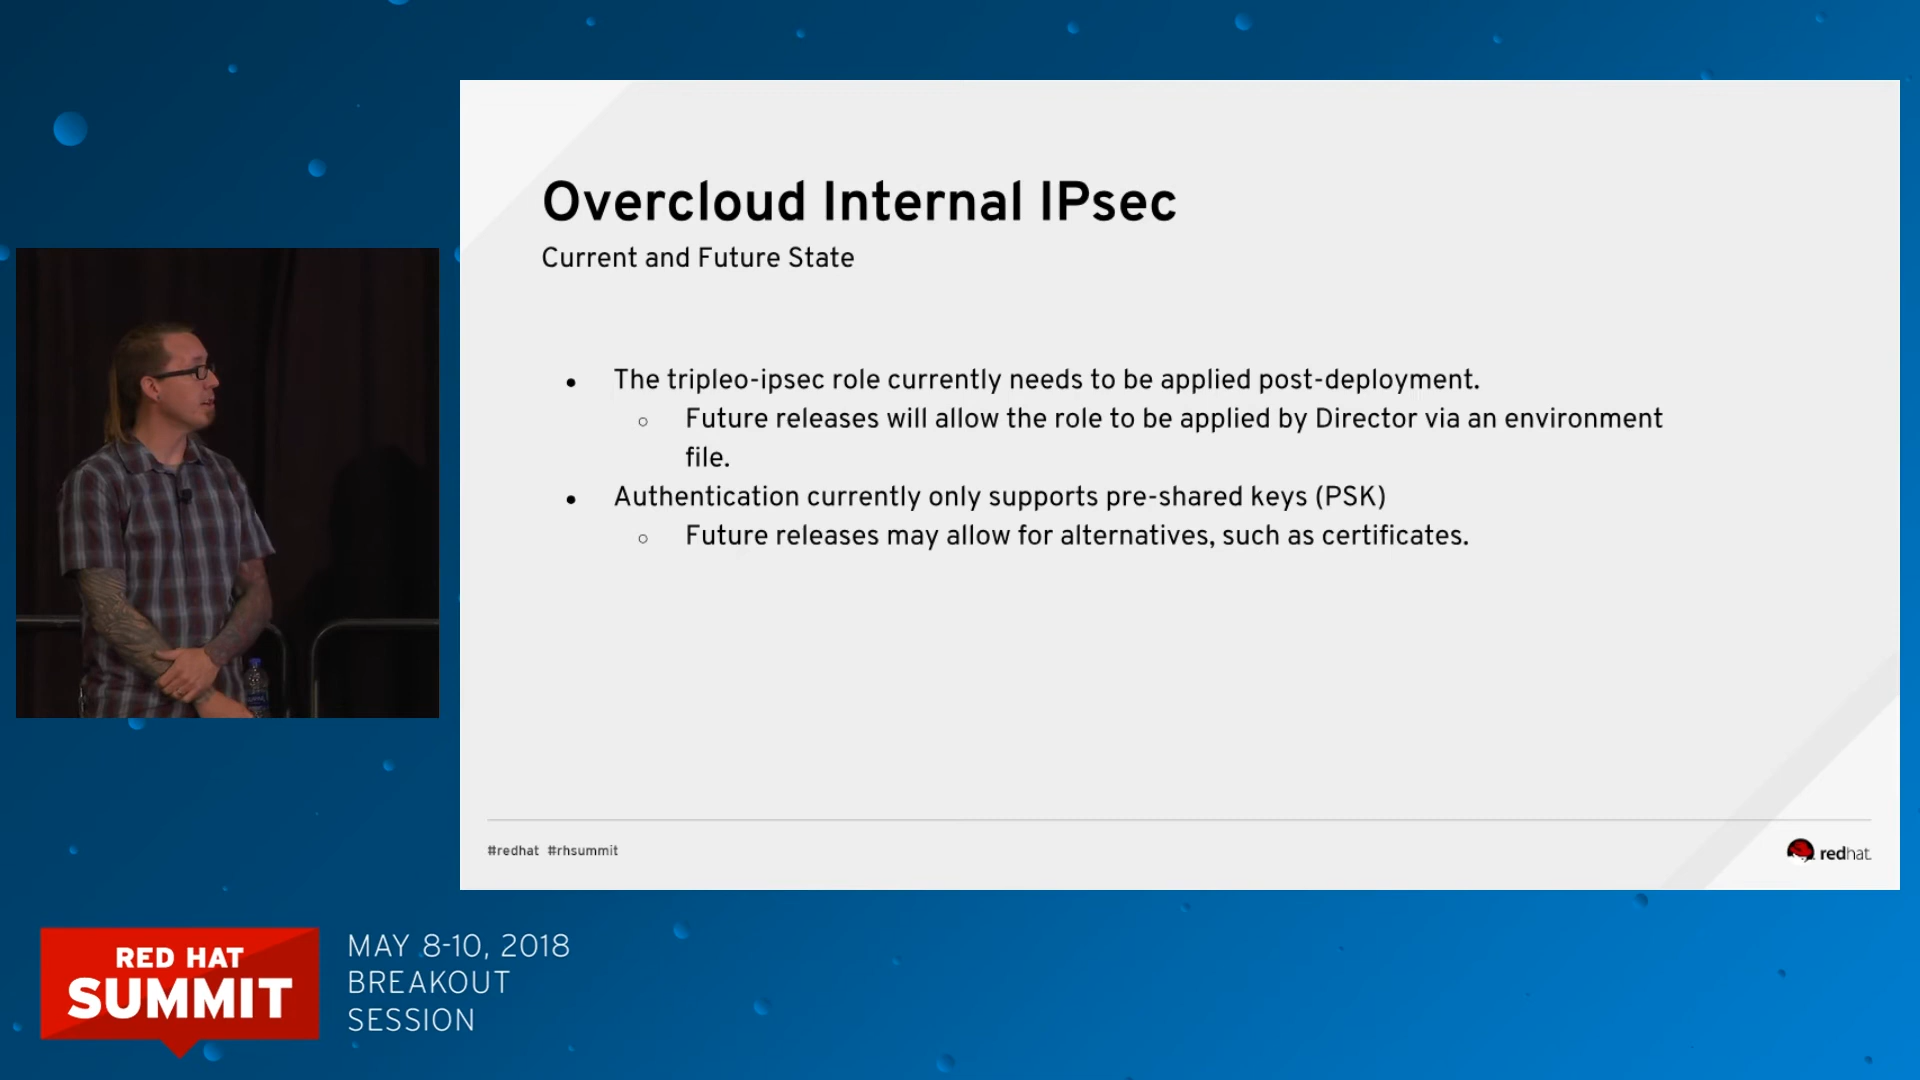 Overcloud Internal IPsec
Current and Future State
● The tripleo-ipsec role currently needs to be applied post-deployment.
○ Future releases will allow the role to be applied by Director via an environment
file.
● Authentication currently only supports pre-shared keys (PSK)
○ Future releases may allow for alternatives, such as certificates.
#redhat #rhsummit
redhat.
RED HAT
SUMMIT
MAY 8-10, 2018
BREAKOUT
SESSION